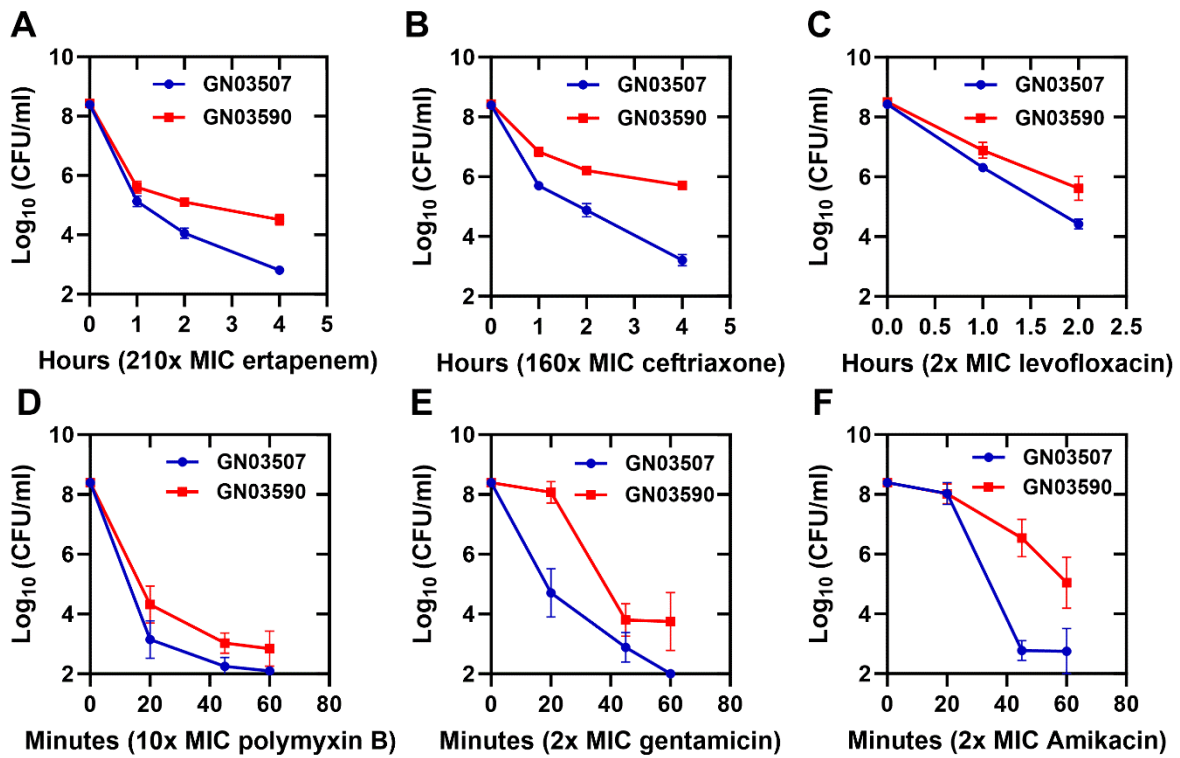 A
10
8
6
4
2
Log10 (CFU/ml)
GN03507
GN03590
0 1 2 3 4 5
Hours (210x MIC ertapenem)
B
10
8
6
4
2
Log10 (CFU/ml)
GN03507
GN03590
0 1 2 3 4 5
Hours (160x MIC ceftriaxone)
C
10
8
6
4
2
Log10 (CFU/ml)
GN03507
GN03590
0.0 0.5 1.0 1.5 2.0 2.5
Hours (2x MIC levofloxacin)
D
10
8
6
4
2
Log10 (CFU/ml)
GN03507
GN03590
0 20 40 60 80
Minutes (10x MIC polymyxin B)
E
10
8
6
4
2
Log10 (CFU/ml)
GN03507
GN03590
0 20 40 60 80
Minutes (2x MIC gentamicin)
F
10
8
6
4
2
Log10 (CFU/ml)
GN03507
GN03590
0 20 40 60 80
Minutes (2x MIC Amikacin)